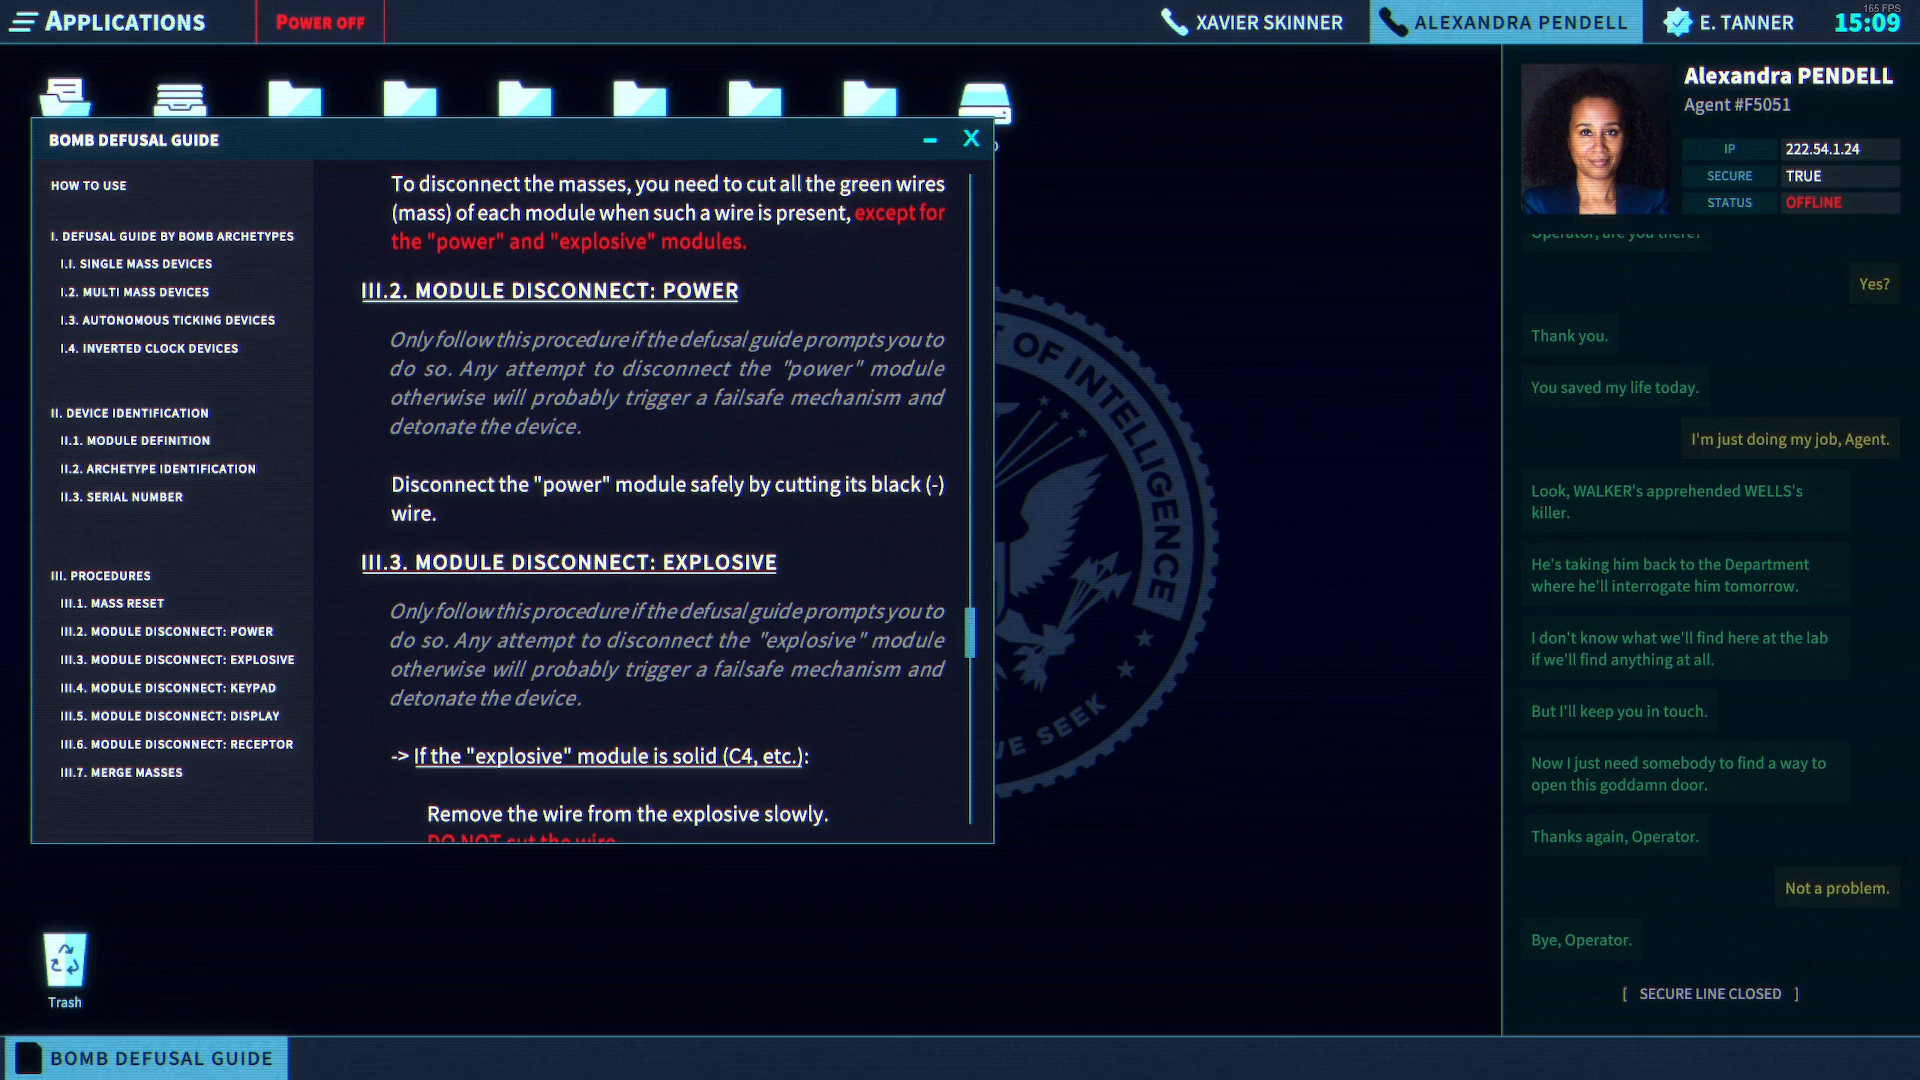 APPLICATIONS
POWER OFF
XAVIER SKINNER
ALEXANDRA PENDELL
E. TANNER
165 FPS
15:09
BOMB DEFUSAL GUIDE
– X
HOW TO USE
I. DEFUSAL GUIDE BY BOMB ARCHETYPES
I.I. SINGLE MASS DEVICES
I.2. MULTI MASS DEVICES
I.3. AUTONOMOUS TICKING DEVICES
I.4. INVERTED CLOCK DEVICES
II. DEVICE IDENTIFICATION
II.1. MODULE DEFINITION
II.2. ARCHETYPE IDENTIFICATION
II.3. SERIAL NUMBER
III. PROCEDURES
III.1. MASS RESET
III.2. MODULE DISCONNECT: POWER
III.3. MODULE DISCONNECT: EXPLOSIVE
III.4. MODULE DISCONNECT: KEYPAD
III.5. MODULE DISCONNECT: DISPLAY
III.6. MODULE DISCONNECT: RECEPTOR
III.7. MERGE MASSES
To disconnect the masses, you need to cut all the green wires
(mass) of each module when such a wire is present, except for
the "power" and "explosive" modules.
III.2. MODULE DISCONNECT: POWER
Only follow this procedure if the defusal guide prompts you to
do so. Any attempt to disconnect the "power" module
otherwise will probably trigger a failsafe mechanism and
detonate the device.
Disconnect the "power" module safely by cutting its black (-)
wire.
III.3. MODULE DISCONNECT: EXPLOSIVE
Only follow this procedure if the defusal guide prompts you to
do so. Any attempt to disconnect the "explosive" module
otherwise will probably trigger a failsafe mechanism and
detonate the device.
-> If the "explosive" module is solid (C4, etc.):
Remove the wire from the explosive slowly.
DO NOT cut the wire
OF INTELLIGENCE
VE SEEK
Alexandra PENDELL
Agent #F5051
IP 222.54.1.24
SECURE TRUE
STATUS OFFLINE
Operator, are you there?
Yes?
Thank you.
You saved my life today.
I'm just doing my job, Agent.
Look, WALKER's apprehended WELLS's
killer.
He's taking him back to the Department
where he'll interrogate him tomorrow.
I don't know what we'll find here at the lab
if we'll find anything at all.
But I'll keep you in touch.
Now I just need somebody to find a way to
open this goddamn door.
Thanks again, Operator.
Not a problem.
Bye, Operator.
[ SECURE LINE CLOSED ]
Trash
BOMB DEFUSAL GUIDE